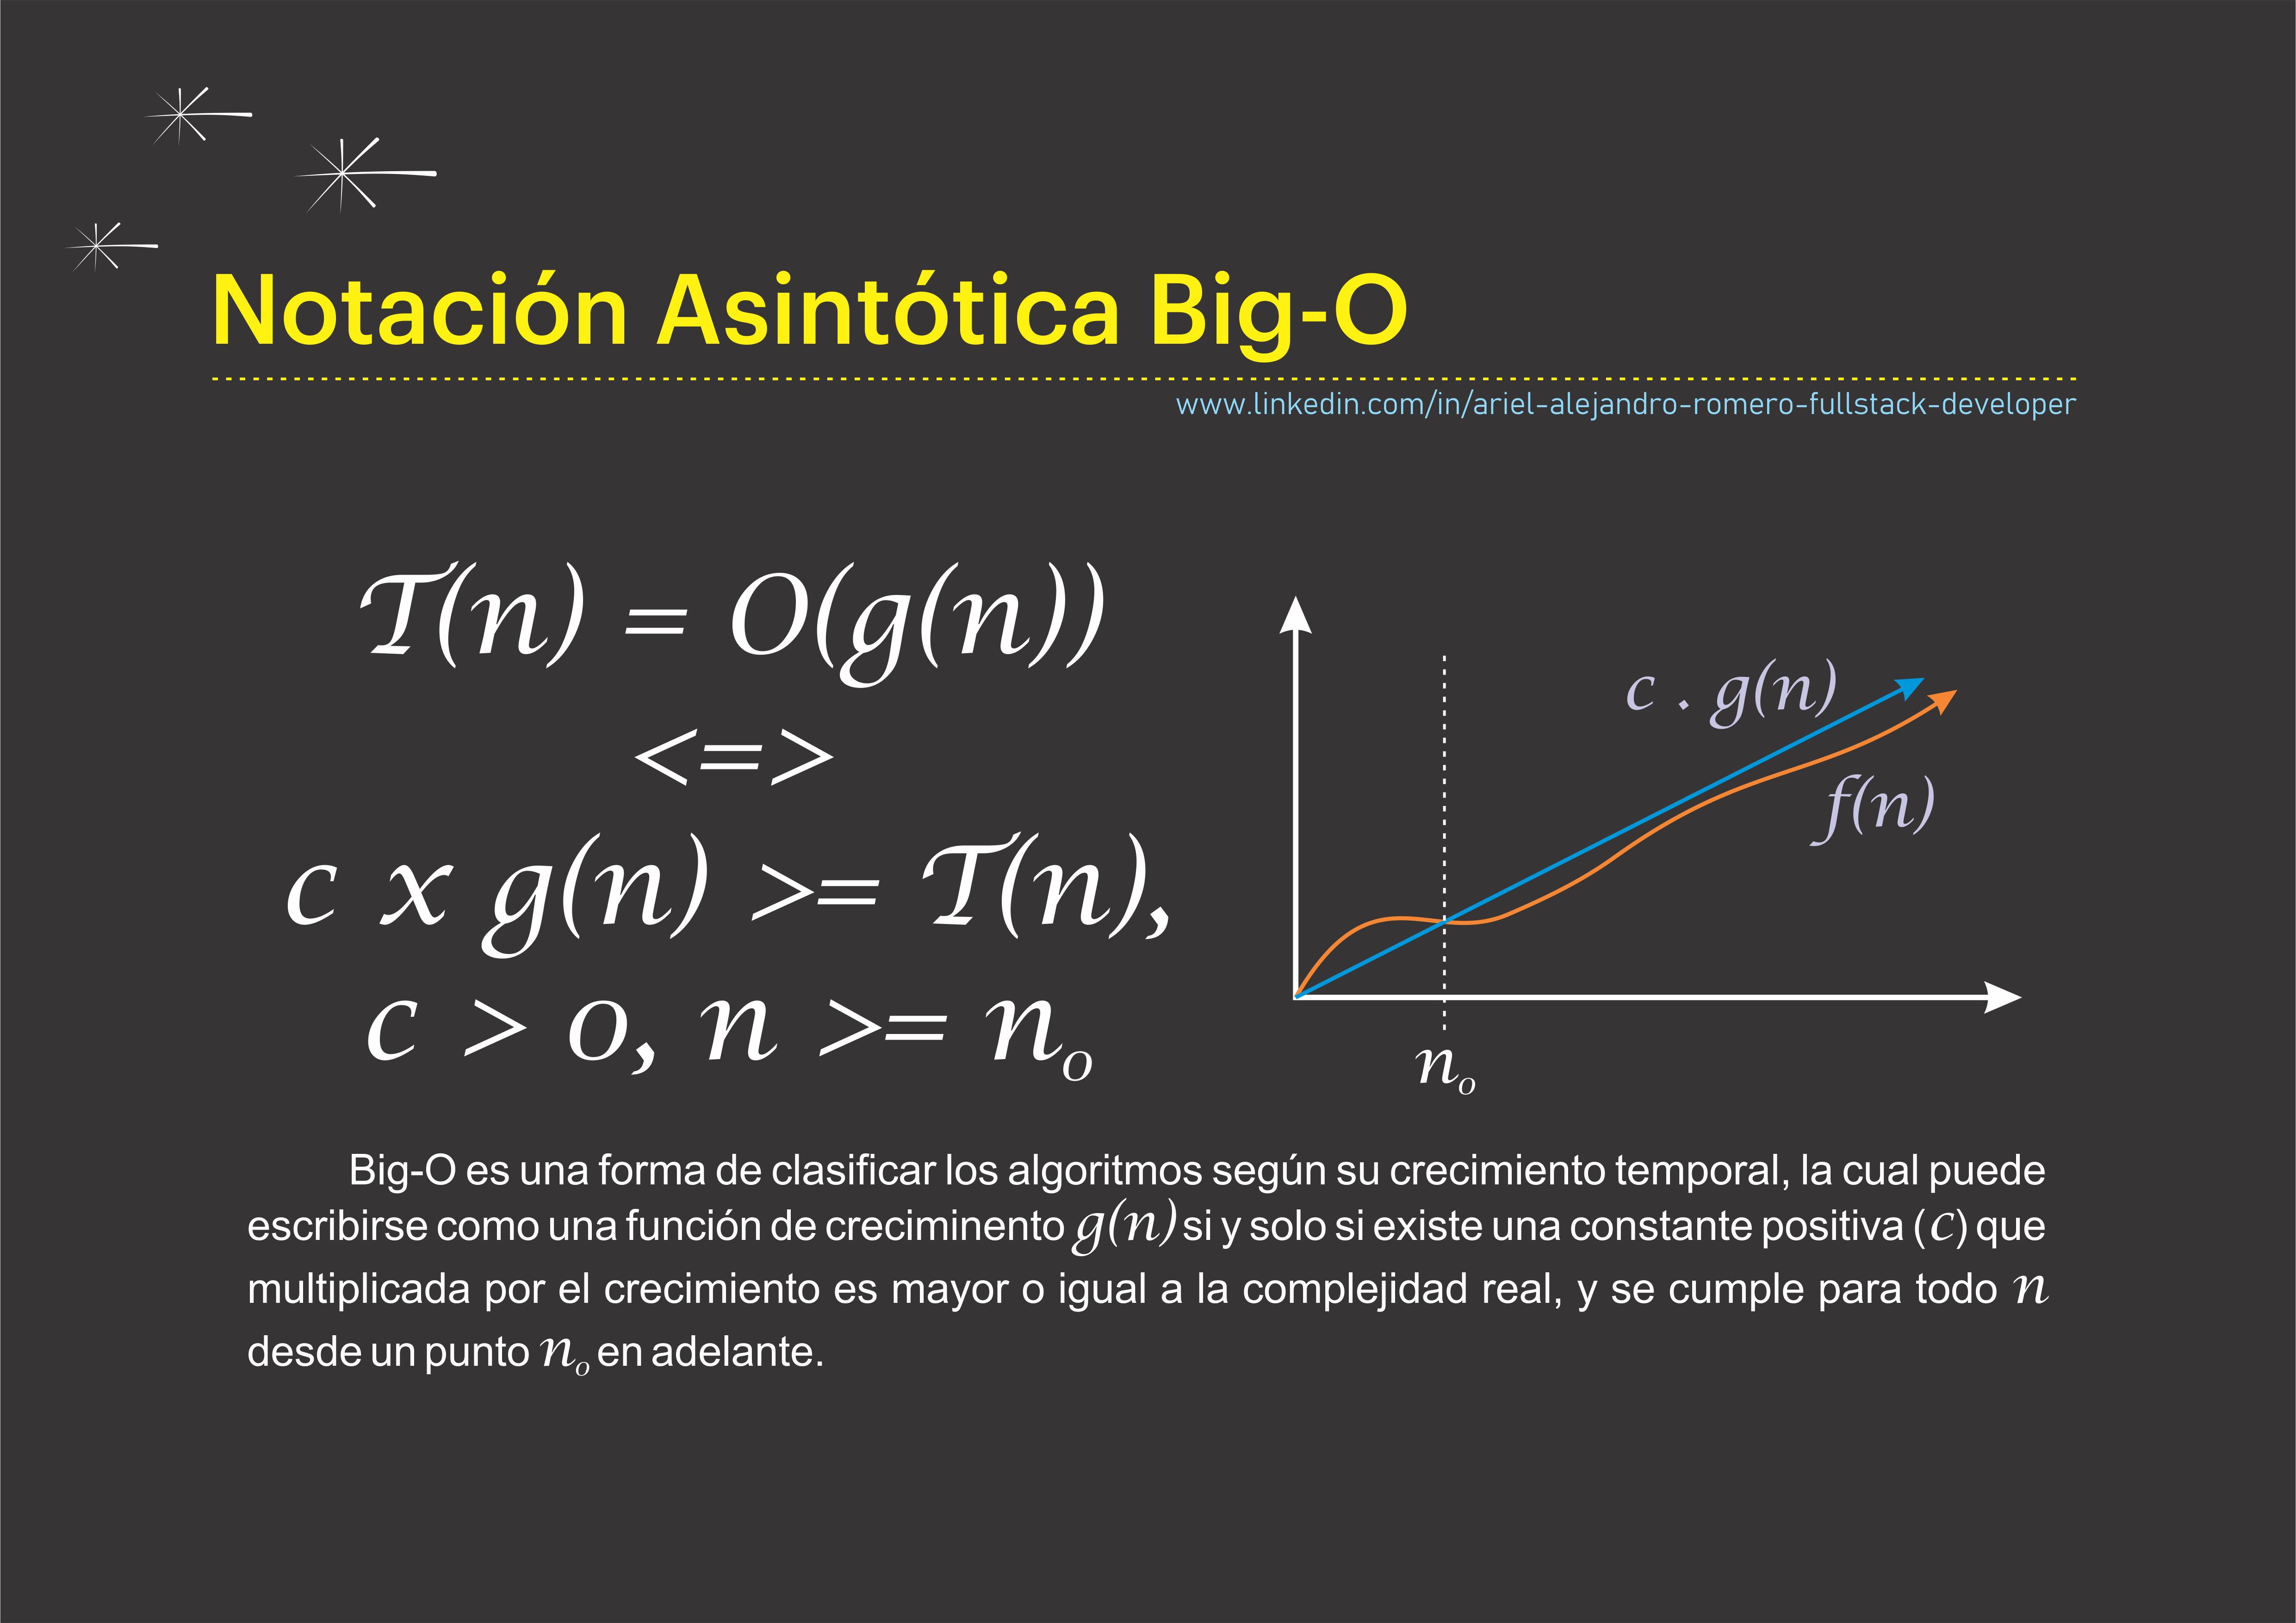 Notación Asintótica Big-O
www.linkedin.com/in/ariel-alejandro-romero-fullstack-developer
T(n) = O(g(n))
<=>
c x g(n) >= T(n),
c > 0, n >= n₀
c . g(n)
f(n)
n₀
Big-O es una forma de clasificar los algoritmos según su crecimiento temporal, la cual puede
escribirse como una función de creciminento g(n) si y solo si existe una constante positiva (c) que
multiplicada por el crecimiento es mayor o igual a la complejidad real, y se cumple para todo n
desde un punto n₀ en adelante.